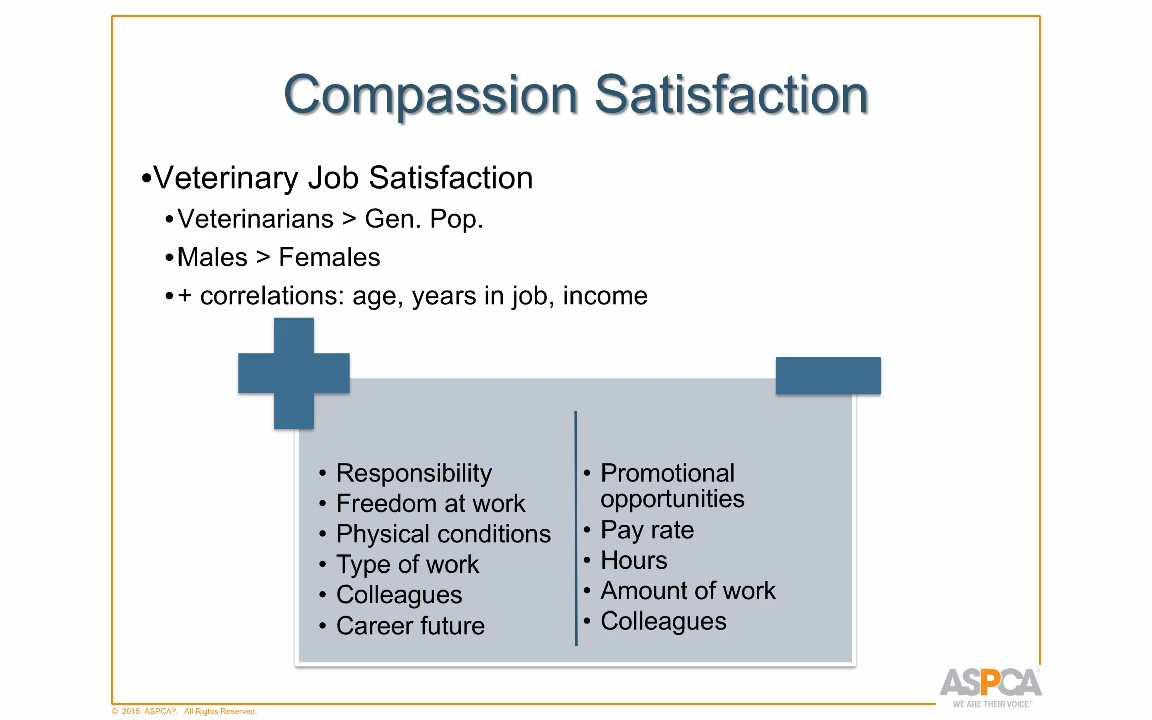 Compassion Satisfaction
•Veterinary Job Satisfaction
•Veterinarians > Gen. Pop.
•Males > Females
•+ correlations: age, years in job, income
• Responsibility
• Freedom at work
• Physical conditions
• Type of work
• Colleagues
• Career future
• Promotional
opportunities
• Pay rate
• Hours
• Amount of work
• Colleagues
ASPCA®
WE ARE THEIR VOICE.®
© 2015 ASPCA®. All Rights Reserved.